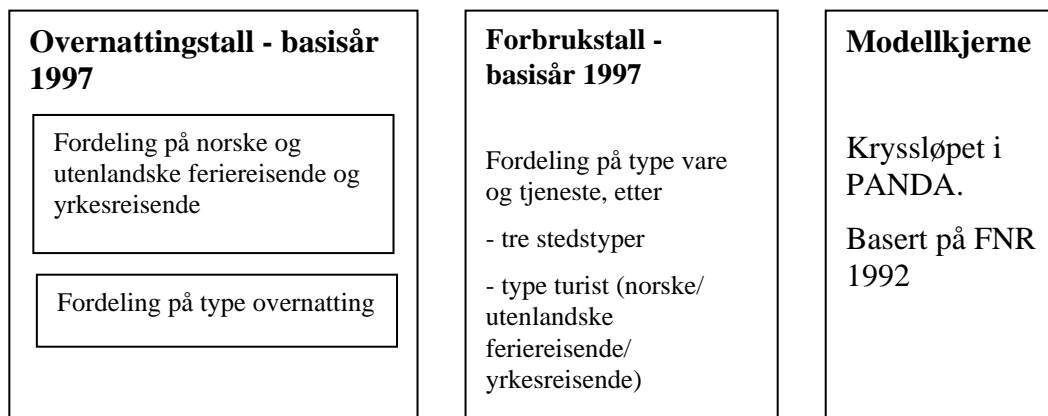 Overnattingstall - basisår
1997
Fordeling på norske og
utenlandske feriereisende og
yrkesreisende
Fordeling på type overnatting
Forbrukstall -
basisår 1997
Fordeling på type vare
og tjeneste, etter
- tre stedstyper
- type turist (norske/
utenlandske
feriereisende/
yrkesreisende)
Modellkjerne
Kryssløpet i
PANDA.
Basert på FNR
1992